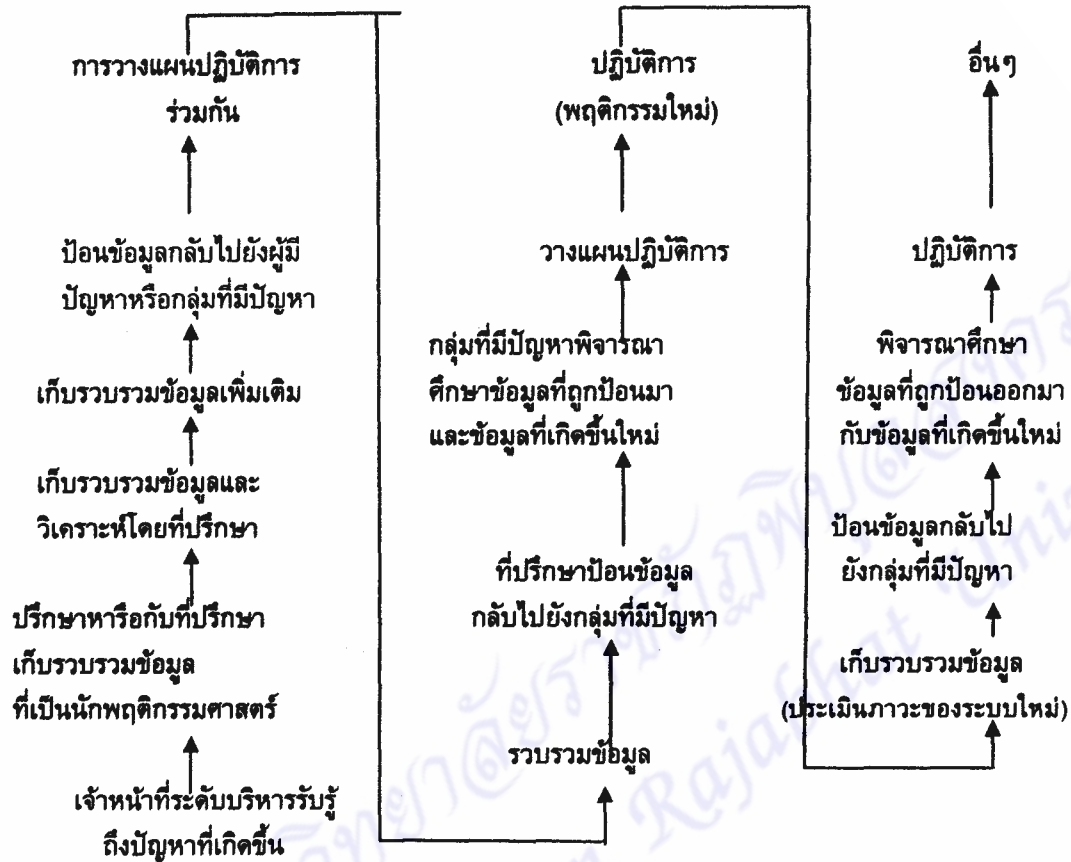 การวางแผนปฏิบัติการ
ร่วมกัน
ป้อนข้อมูลกลับไปยังผู้มี
ปัญหาหรือกลุ่มที่มีปัญหา
เก็บรวบรวมข้อมูลเพิ่มเติม
เก็บรวบรวมข้อมูลและ
วิเคราะห์โดยที่ปรึกษา
ปรึกษาหารือกับที่ปรึกษา
เก็บรวบรวมข้อมูล
ที่เป็นนักพฤติกรรมศาสตร์
เจ้าหน้าที่ระดับบริหารรับรู้
ถึงปัญหาที่เกิดขึ้น
ปฏิบัติการ
(พฤติกรรมใหม่)
วางแผนปฏิบัติการ
กลุ่มที่มีปัญหาพิจารณา
ศึกษาข้อมูลที่ถูกป้อนมา
และข้อมูลที่เกิดขึ้นใหม่
ที่ปรึกษาป้อนข้อมูล
กลับไปยังกลุ่มที่มีปัญหา
รวบรวมข้อมูล
อื่นๆ
ปฏิบัติการ
พิจารณาศึกษา
ข้อมูลที่ถูกป้อนออกมา
กับข้อมูลที่เกิดขึ้นใหม่
ป้อนข้อมูลกลับไป
ยังกลุ่มที่มีปัญหา
เก็บรวบรวมข้อมูล
(ประเมินภาวะของระบบใหม่)
Rajabhat